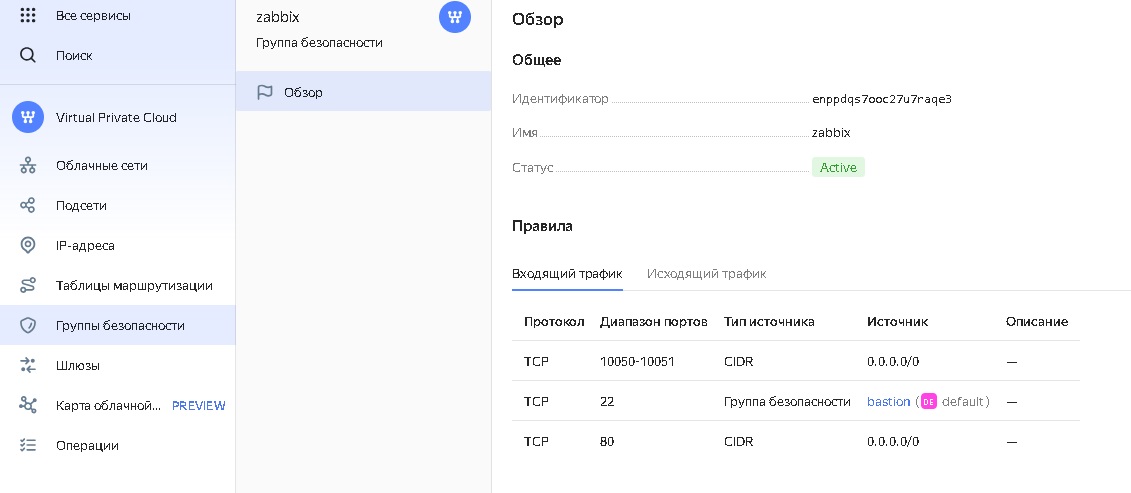 Все сервисы
Поиск
Virtual Private Cloud
Облачные сети
Подсети
IP-адреса
Таблицы маршрутизации
Группы безопасности
Шлюзы
Карта облачной... PREVIEW
Операции
zabbix
Группа безопасности
Обзор
Обзор
Общее
Идентификатор enppdqs7ooc27u7naqe3
Имя zabbix
Статус Active
Правила
Входящий трафик Исходящий трафик
Протокол Диапазон портов Тип источника Источник Описание
TCP 10050-10051 CIDR 0.0.0.0/0 —
TCP 22 Группа безопасности bastion (DE default) —
TCP 80 CIDR 0.0.0.0/0 —